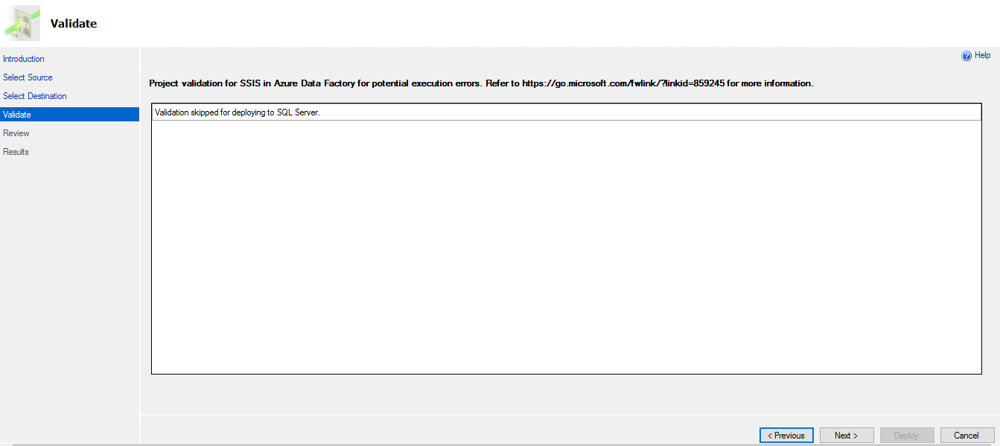 Validate
Help
Introduction
Select Source
Select Destination
Validate
Review
Results
Project validation for SSIS in Azure Data Factory for potential execution errors. Refer to https://go.microsoft.com/fwlink/?linkid=859245 for more information.
Validation skipped for deploying to SQL Server.
< Previous
Next >
Deploy
Cancel